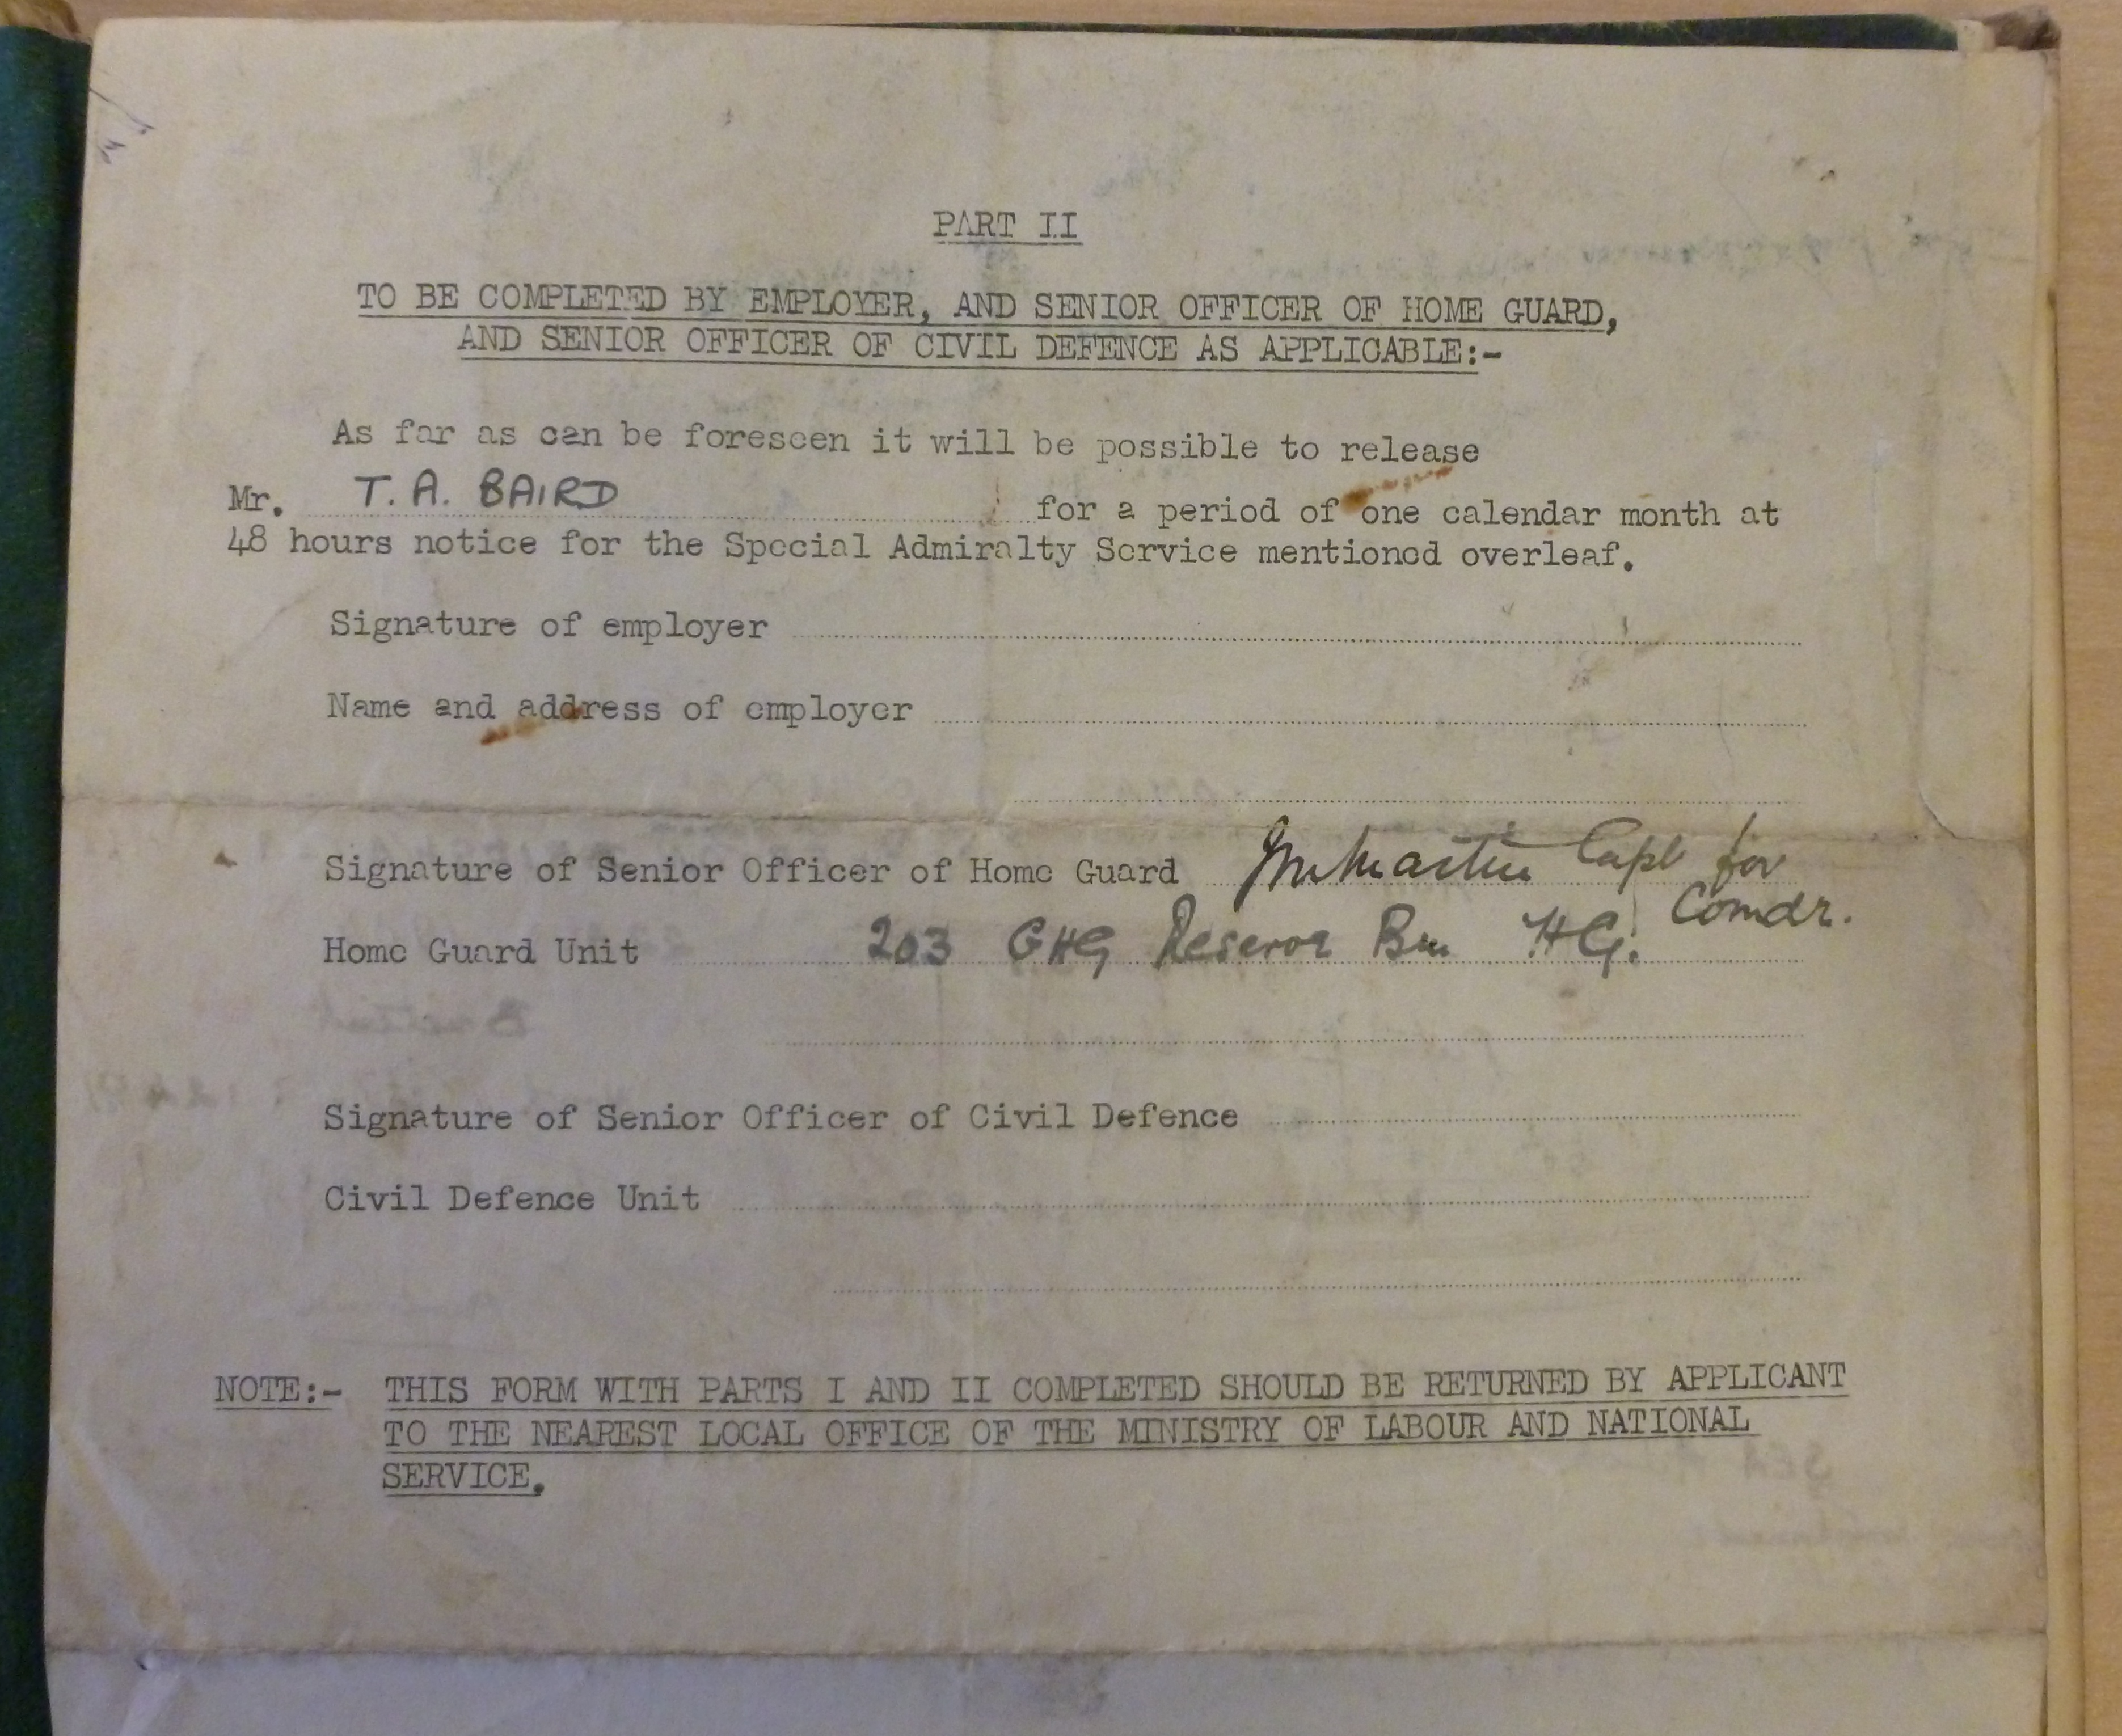 PART II
TO BE COMPLETED BY EMPLOYER, AND SENIOR OFFICER OF HOME GUARD,
AND SENIOR OFFICER OF CIVIL DEFENCE AS APPLICABLE:-
As far as can be foreseen it will be possible to release
Mr. T. A. BAIRD for a period of one calendar month at
48 hours notice for the Special Admiralty Service mentioned overleaf.
Signature of employer
Name and address of employer
Signature of Senior Officer of Home Guard Capt for
Comdr.
Home Guard Unit 203 GHQ Reserve Bn HG.
Signature of Senior Officer of Civil Defence
Civil Defence Unit
NOTE:- THIS FORM WITH PARTS I AND II COMPLETED SHOULD BE RETURNED BY APPLICANT
TO THE NEAREST LOCAL OFFICE OF THE MINISTRY OF LABOUR AND NATIONAL
SERVICE.